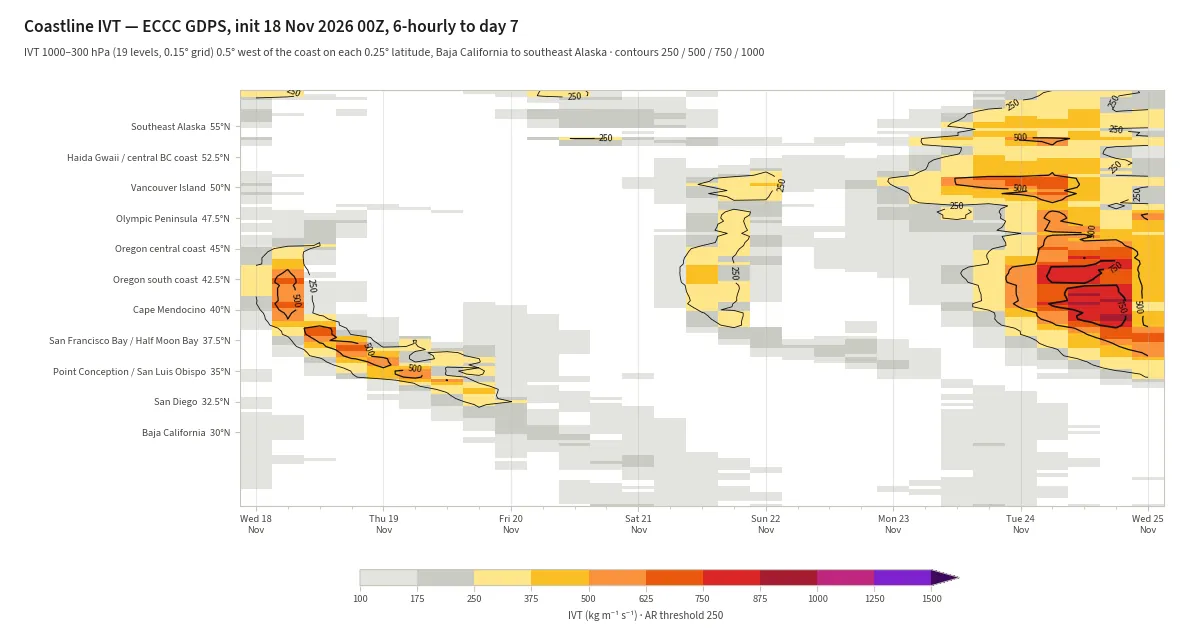 Coastline IVT — ECCC GDPS, init 18 Nov 2026 00Z, 6-hourly to day 7
IVT 1000–300 hPa (19 levels, 0.15° grid) 0.5° west of the coast on each 0.25° latitude, Baja California to southeast Alaska · contours 250 / 500 / 750 / 1000
250
250
250
750
Southeast Alaska 55°N
250
250
500
Haida Gwaii / central BC coast 52.5°N
250
Vancouver Island 50°N
250
500
250
250
Olympic Peninsula 47.5°N
500
Oregon central coast 45°N
750
Oregon south coast 42.5°N
250
250
Cape Mendocino 40°N
500
750
500
San Francisco Bay / Half Moon Bay 37.5°N
500
Point Conception / San Luis Obispo 35°N
500
San Diego 32.5°N
Baja California 30°N
Wed 18 Thu 19 Fri 20 Sat 21 Sun 22 Mon 23 Tue 24 Wed 25
Nov Nov Nov Nov Nov Nov Nov Nov
100 175 250 375 500 625 750 875 1000 1250 1500
IVT (kg m⁻¹ s⁻¹) · AR threshold 250